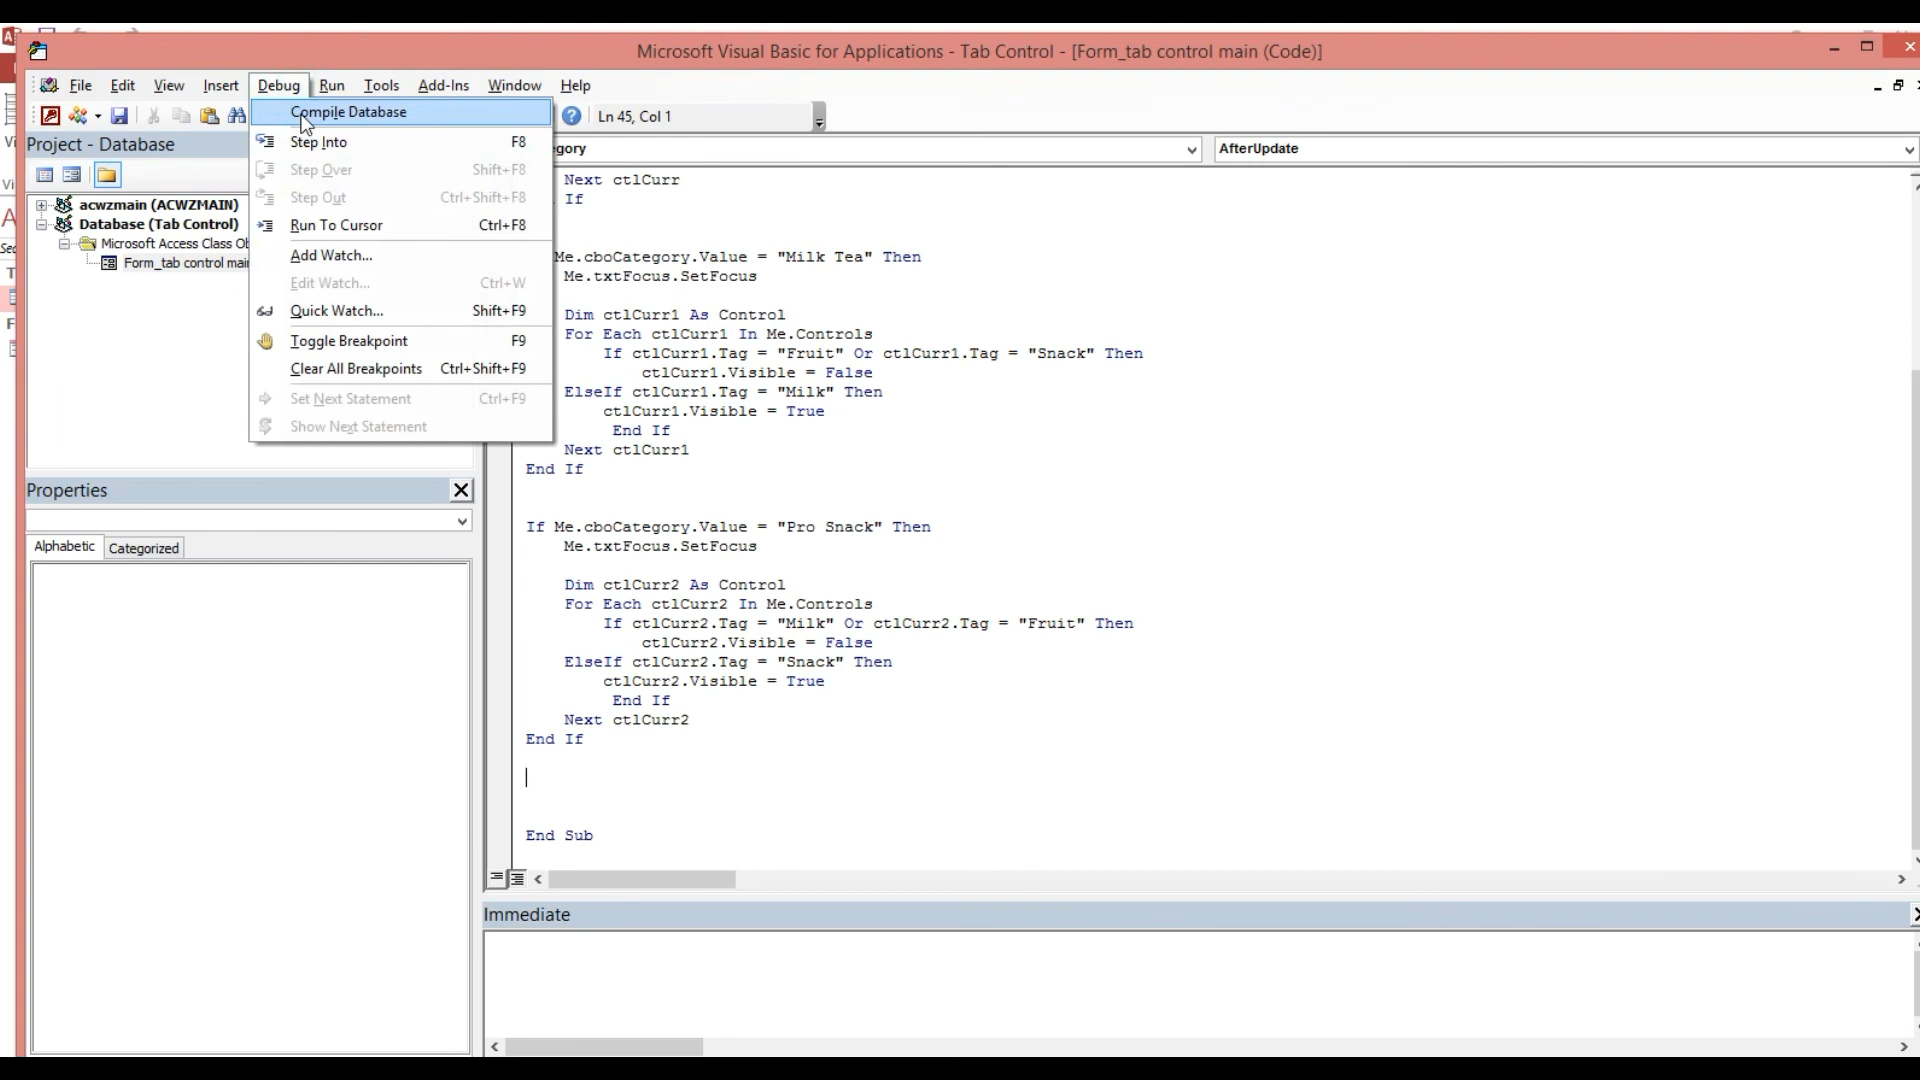 Microsoft Visual Basic for Applications - Tab Control - [Form_tab control main (Code)]
File Edit View Insert Debug Run Tools Add-Ins Window Help
Ln 45, Col 1
Compile Database
Step Into F8
Step Over Shift+F8
Step Out Ctrl+Shift+F8
Run To Cursor Ctrl+F8
Add Watch...
Edit Watch... Ctrl+W
Quick Watch... Shift+F9
Toggle Breakpoint F9
Clear All Breakpoints Ctrl+Shift+F9
Set Next Statement Ctrl+F9
Show Next Statement
Project - Database
acwzmain (ACWZMAIN)
Database (Tab Control)
Microsoft Access Class Ob
Form_tab control mai
Properties
Alphabetic Categorized
gory AfterUpdate
Next ctlCurr
If
Me.cboCategory.Value = "Milk Tea" Then
Me.txtFocus.SetFocus
Dim ctlCurr1 As Control
For Each ctlCurr1 In Me.Controls
If ctlCurr1.Tag = "Fruit" Or ctlCurr1.Tag = "Snack" Then
ctlCurr1.Visible = False
ElseIf ctlCurr1.Tag = "Milk" Then
ctlCurr1.Visible = True
End If
Next ctlCurr1
End If
If Me.cboCategory.Value = "Pro Snack" Then
Me.txtFocus.SetFocus
Dim ctlCurr2 As Control
For Each ctlCurr2 In Me.Controls
If ctlCurr2.Tag = "Milk" Or ctlCurr2.Tag = "Fruit" Then
ctlCurr2.Visible = False
ElseIf ctlCurr2.Tag = "Snack" Then
ctlCurr2.Visible = True
End If
Next ctlCurr2
End If
End Sub
Immediate